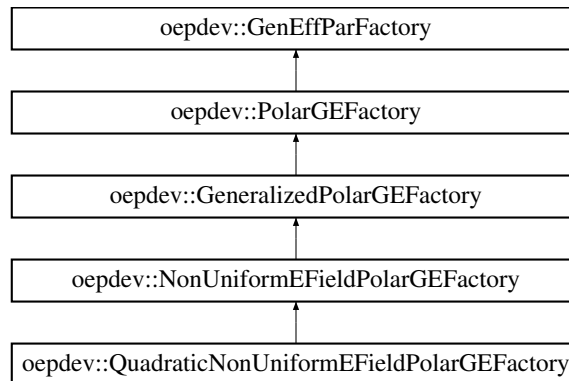 oepdev::GenEffParFactory
oepdev::PolarGEFactory
oepdev::GeneralizedPolarGEFactory
oepdev::NonUniformEFieldPolarGEFactory
oepdev::QuadraticNonUniformEFieldPolarGEFactory